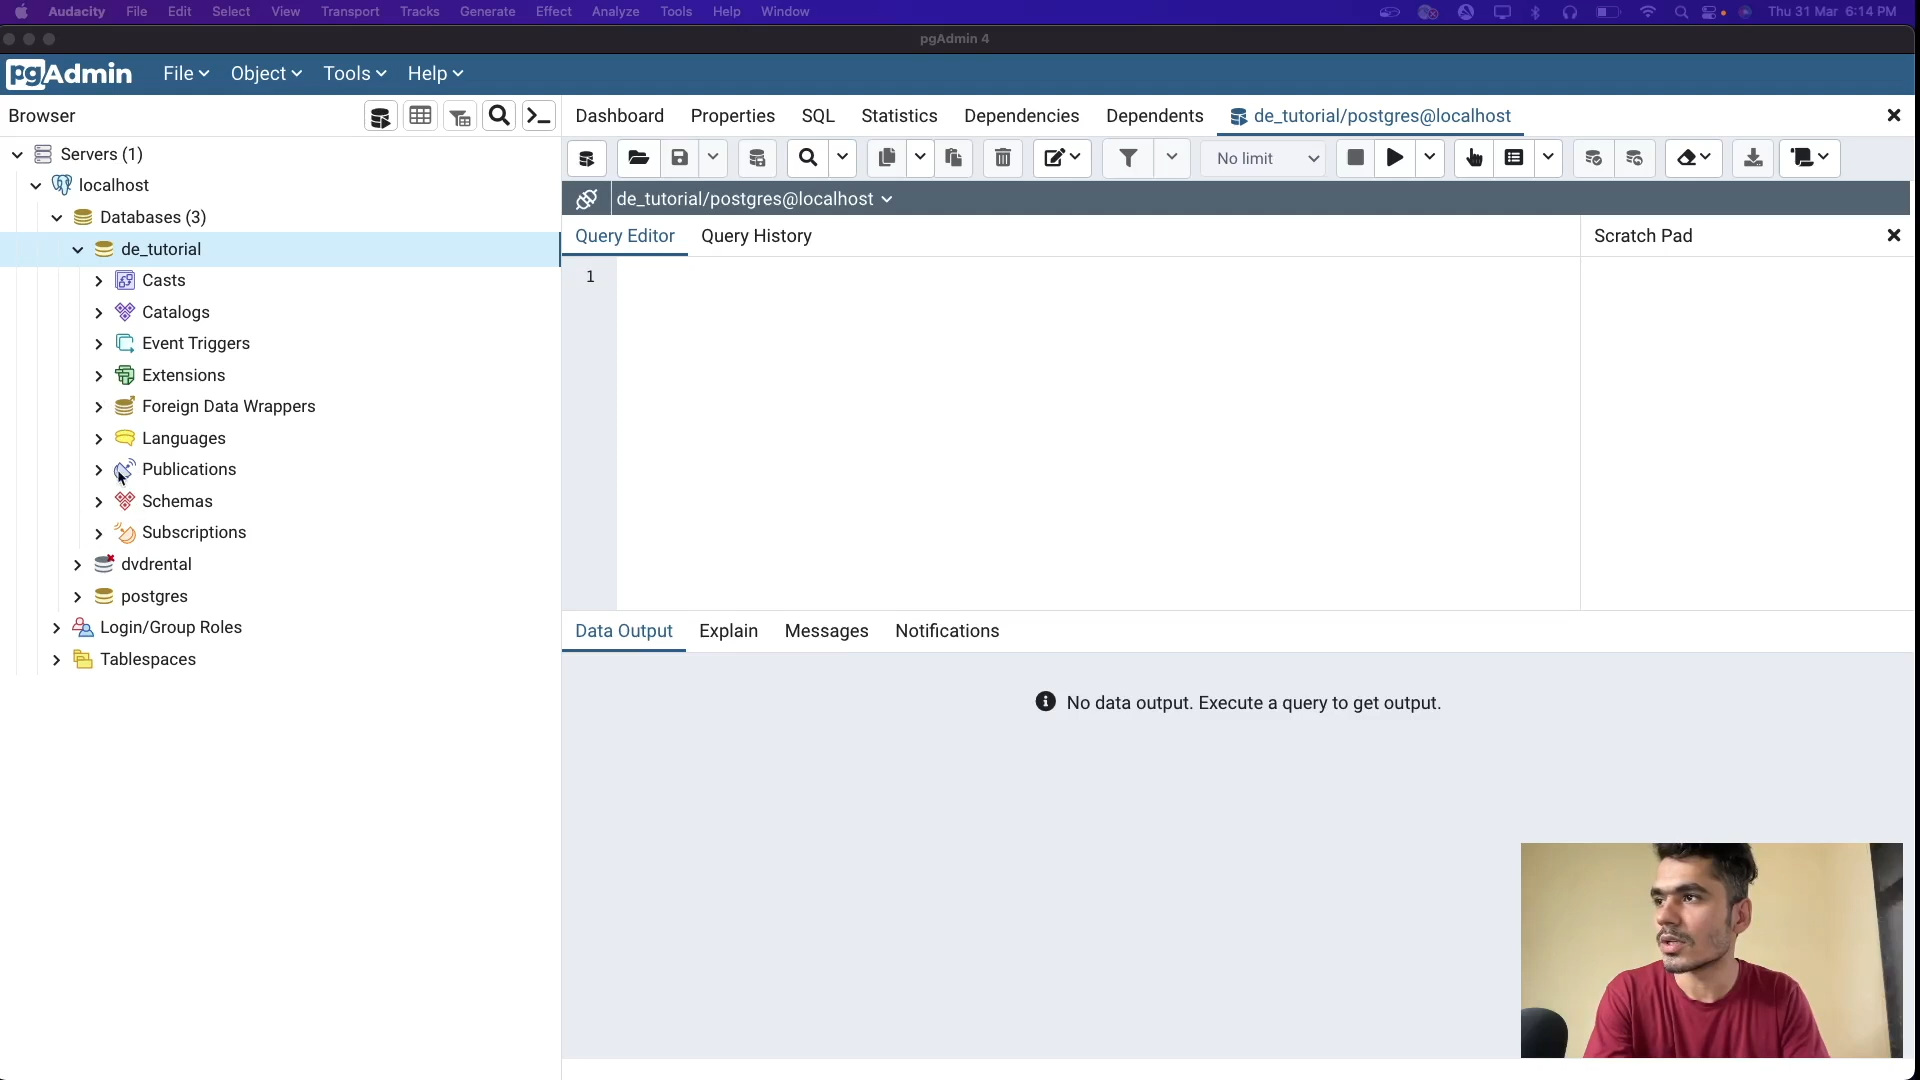 Audacity File Edit Select View Transport Tracks Generate Effect Analyze Tools Help Window Thu 31 Mar 6:14 PM
pgAdmin 4
pgAdmin File Object Tools Help
Browser
Dashboard Properties SQL Statistics Dependencies Dependents de_tutorial/postgres@localhost
No limit
de_tutorial/postgres@localhost
Query Editor Query History Scratch Pad
1
Servers (1)
localhost
Databases (3)
de_tutorial
Casts
Catalogs
Event Triggers
Extensions
Foreign Data Wrappers
Languages
Publications
Schemas
Subscriptions
dvdrental
postgres
Login/Group Roles
Tablespaces
Data Output Explain Messages Notifications
No data output. Execute a query to get output.